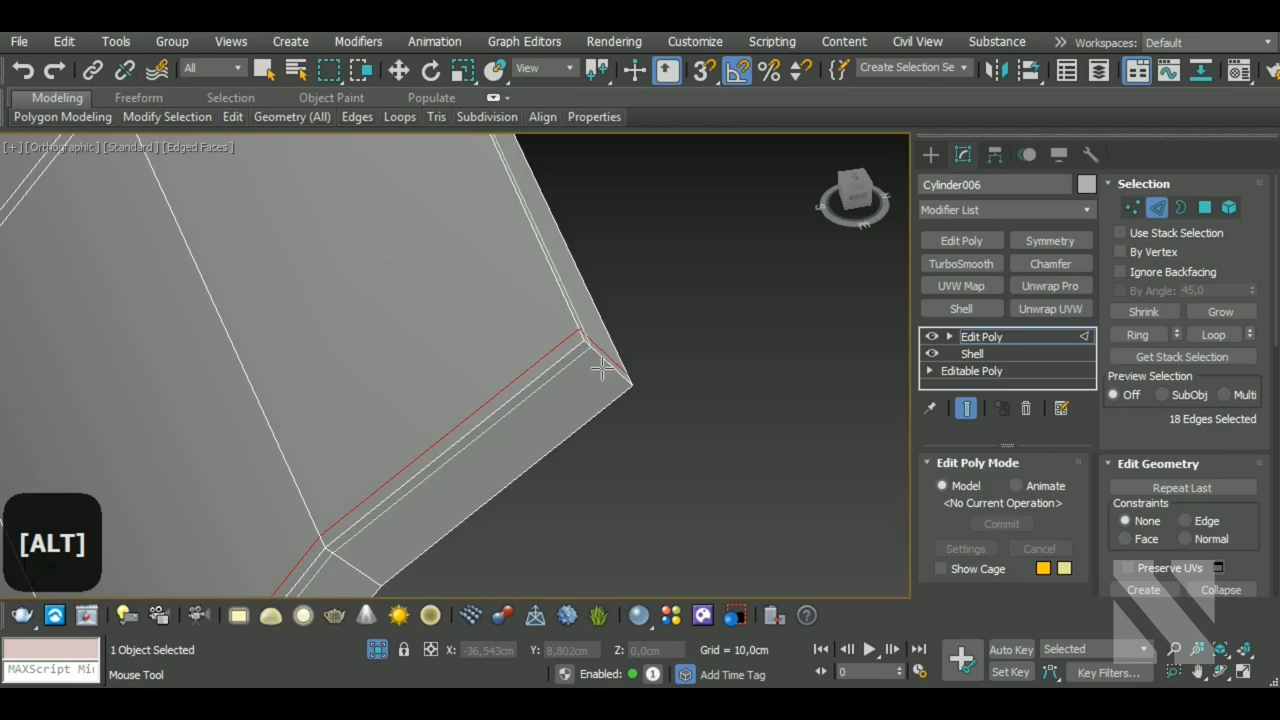 File Edit Tools Group Views Create Modifiers Animation Graph Editors Rendering Customize Scripting Content Civil View Substance Workspaces: Default
All View Create Selection Se
Modeling Freeform Selection Object Paint Populate
Polygon Modeling Modify Selection Edit Geometry (All) Edges Loops Tris Subdivision Align Properties
[+] [Orthographic] [Standard] [Edged Faces]
Cylinder006
Modifier List
Edit Poly Symmetry
TurboSmooth Chamfer
UVW Map Unwrap Pro
Shell Unwrap UVW
Edit Poly
Shell
Editable Poly
Edit Poly Mode
Model Animate
<No Current Operation>
Commit
Settings Cancel
Show Cage
Selection
Use Stack Selection
By Vertex
Ignore Backfacing
By Angle: 45,0
Shrink Grow
Ring Loop
Get Stack Selection
Preview Selection
Off SubObj Multi
18 Edges Selected
Edit Geometry
Repeat Last
Constraints
None Edge
Face Normal
Preserve UVs
Create Collapse
[ALT]
1 Object Selected X: -36,543cm Y: 8,802cm Z: 0,0cm Grid = 10,0cm Auto Key Selected
MAXScript Mi
Mouse Tool Enabled: 1 Add Time Tag 0 Set Key Key Filters...